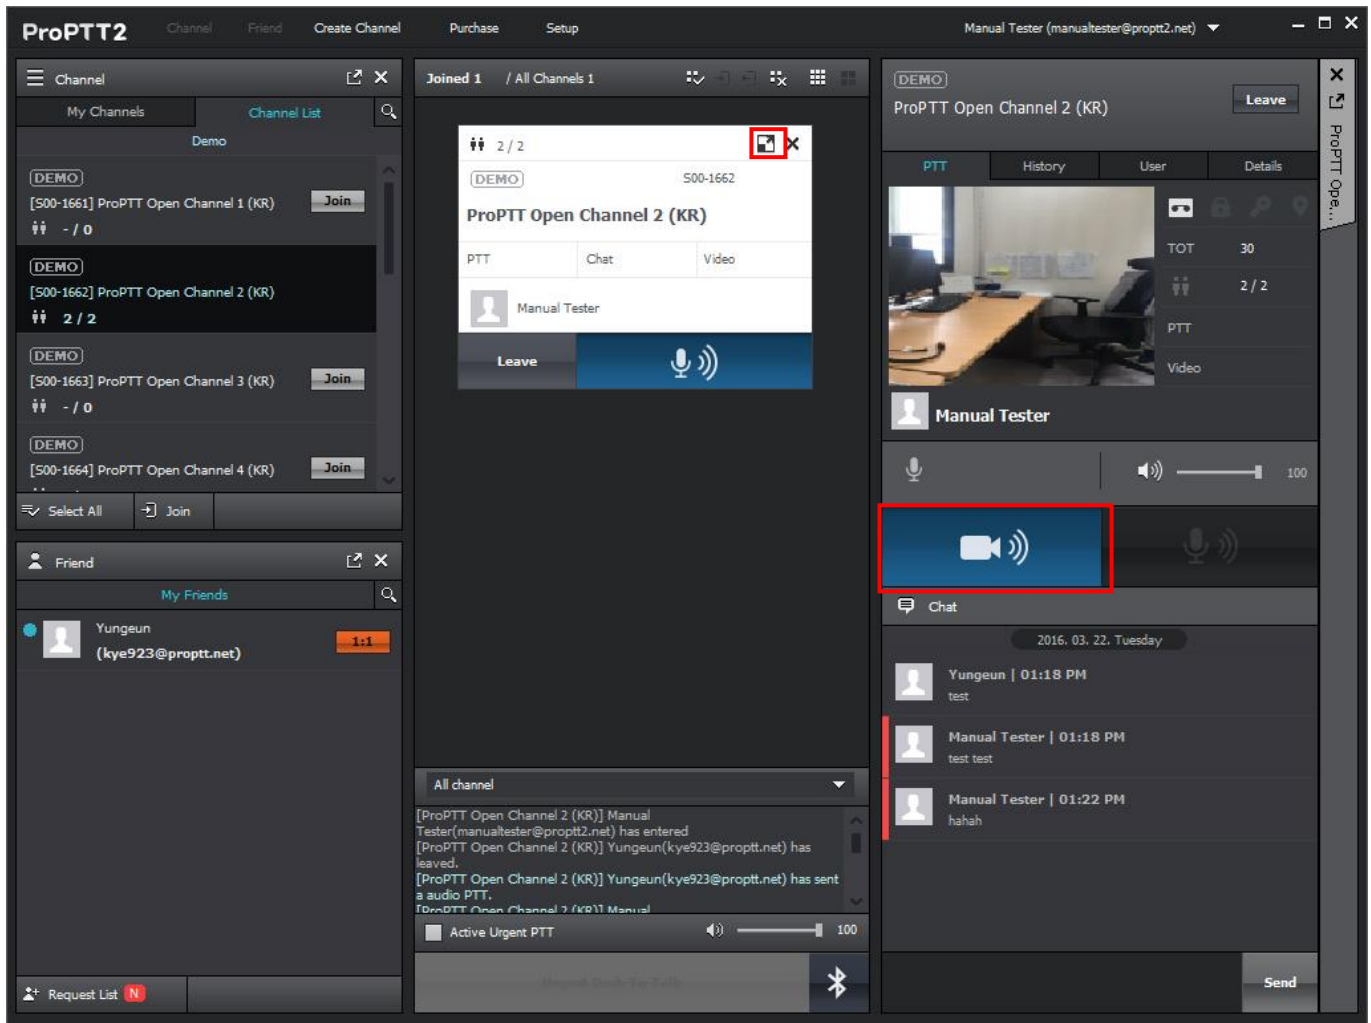 ProPTT2 Channel Friend Create Channel Purchase Setup Manual Tester (manualtester@proptt2.net)
Channel
My Channels Channel List
Demo
DEMO
[S00-1661] ProPTT Open Channel 1 (KR) Join
- / 0
DEMO
[S00-1662] ProPTT Open Channel 2 (KR)
2 / 2
DEMO
[S00-1663] ProPTT Open Channel 3 (KR) Join
- / 0
DEMO
[S00-1664] ProPTT Open Channel 4 (KR) Join
Select All Join
Friend
My Friends
Yungeun
(kye923@proptt.net) 1:1
Request List N
Joined 1 / All Channels 1
2 / 2
DEMO S00-1662
ProPTT Open Channel 2 (KR)
PTT Chat Video
Manual Tester
Leave
All channel
[ProPTT Open Channel 2 (KR)] Manual
Tester(manualtester@proptt2.net) has entered
[ProPTT Open Channel 2 (KR)] Yungeun(kye923@proptt.net) has
leaved.
[ProPTT Open Channel 2 (KR)] Yungeun(kye923@proptt.net) has sent
a audio PTT.
[ProPTT Open Channel 2 (KR)] Manual
Active Urgent PTT 100
DEMO
ProPTT Open Channel 2 (KR) Leave
PTT History User Details
TOT 30
2 / 2
PTT
Video
Manual Tester
100
Chat
2016. 03. 22. Tuesday
Yungeun | 01:18 PM
test
Manual Tester | 01:18 PM
test test
Manual Tester | 01:22 PM
hahah
Send
ProPTT Ope...